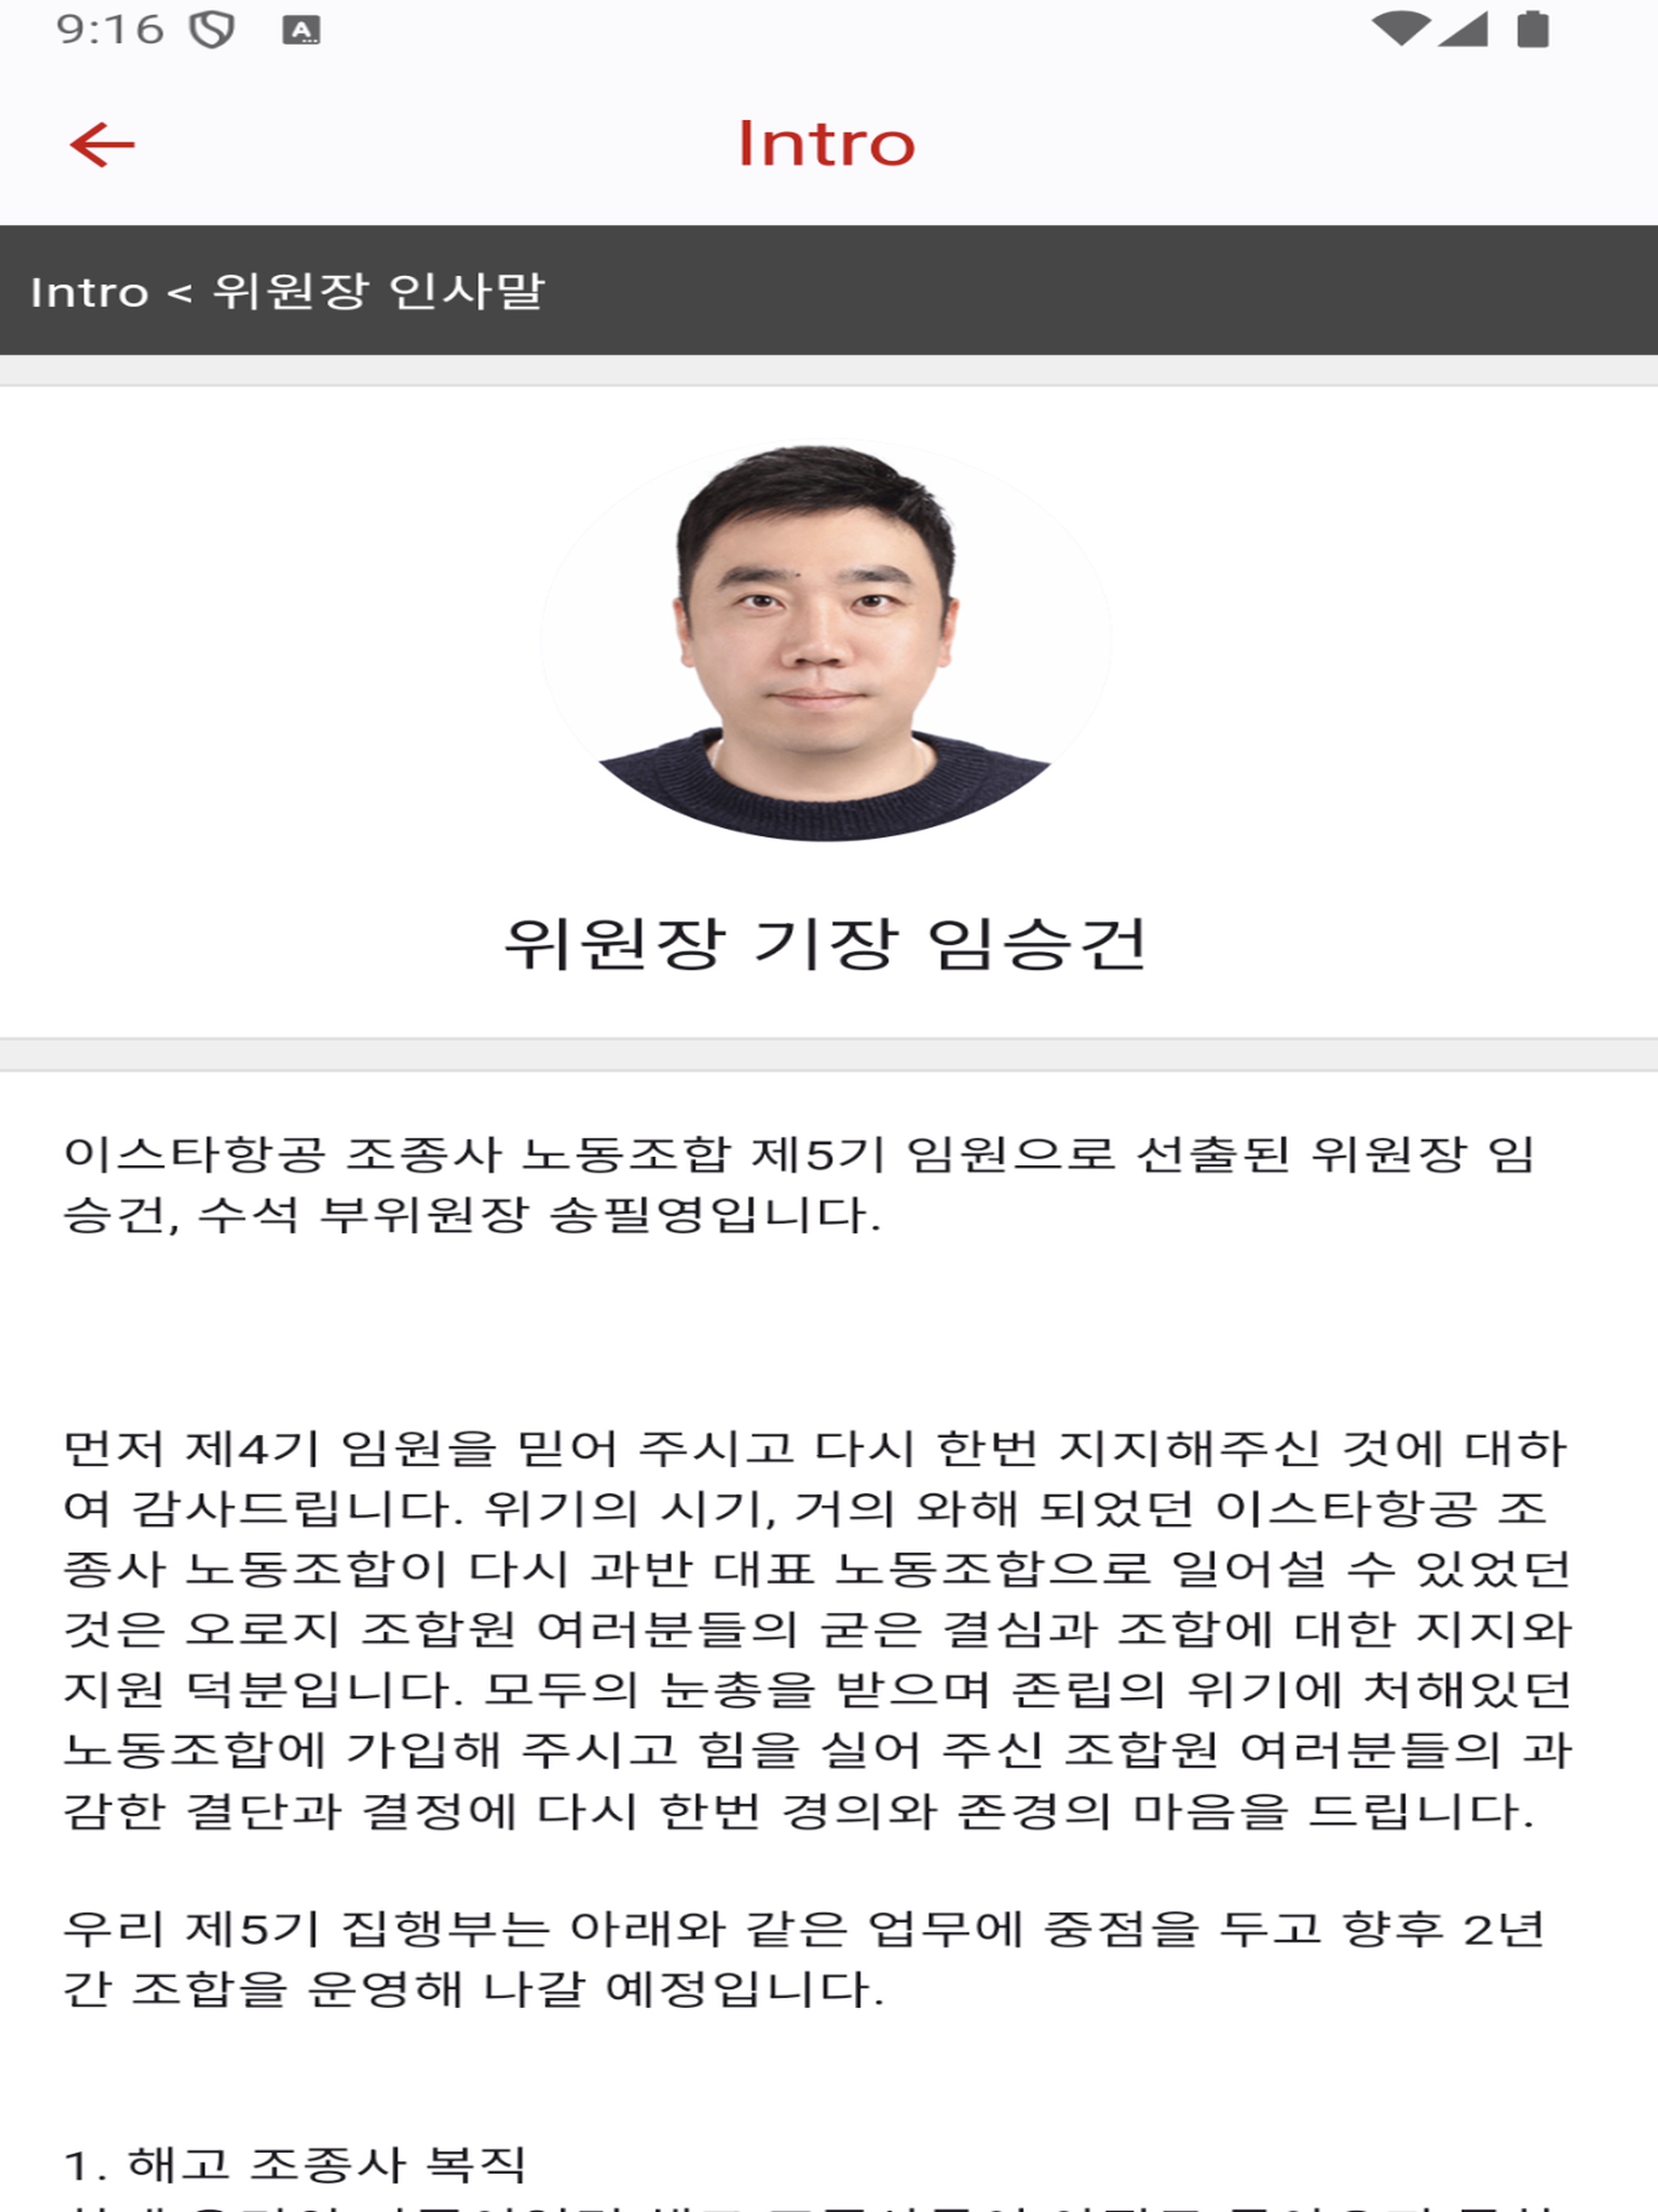 9:16
Intro
Intro < 위원장 인사말
위원장 기장 임승건
이스타항공 조종사 노동조합 제5기 임원으로 선출된 위원장 임
승건, 수석 부위원장 송필영입니다.
먼저 제4기 임원을 믿어 주시고 다시 한번 지지해주신 것에 대하
여 감사드립니다. 위기의 시기, 거의 와해 되었던 이스타항공 조
종사 노동조합이 다시 과반 대표 노동조합으로 일어설 수 있었던
것은 오로지 조합원 여러분들의 굳은 결심과 조합에 대한 지지와
지원 덕분입니다. 모두의 눈총을 받으며 존립의 위기에 처해있던
노동조합에 가입해 주시고 힘을 실어 주신 조합원 여러분들의 과
감한 결단과 결정에 다시 한번 경의와 존경의 마음을 드립니다.
우리 제5기 집행부는 아래와 같은 업무에 중점을 두고 향후 2년
간 조합을 운영해 나갈 예정입니다.
1. 해고 조종사 복직